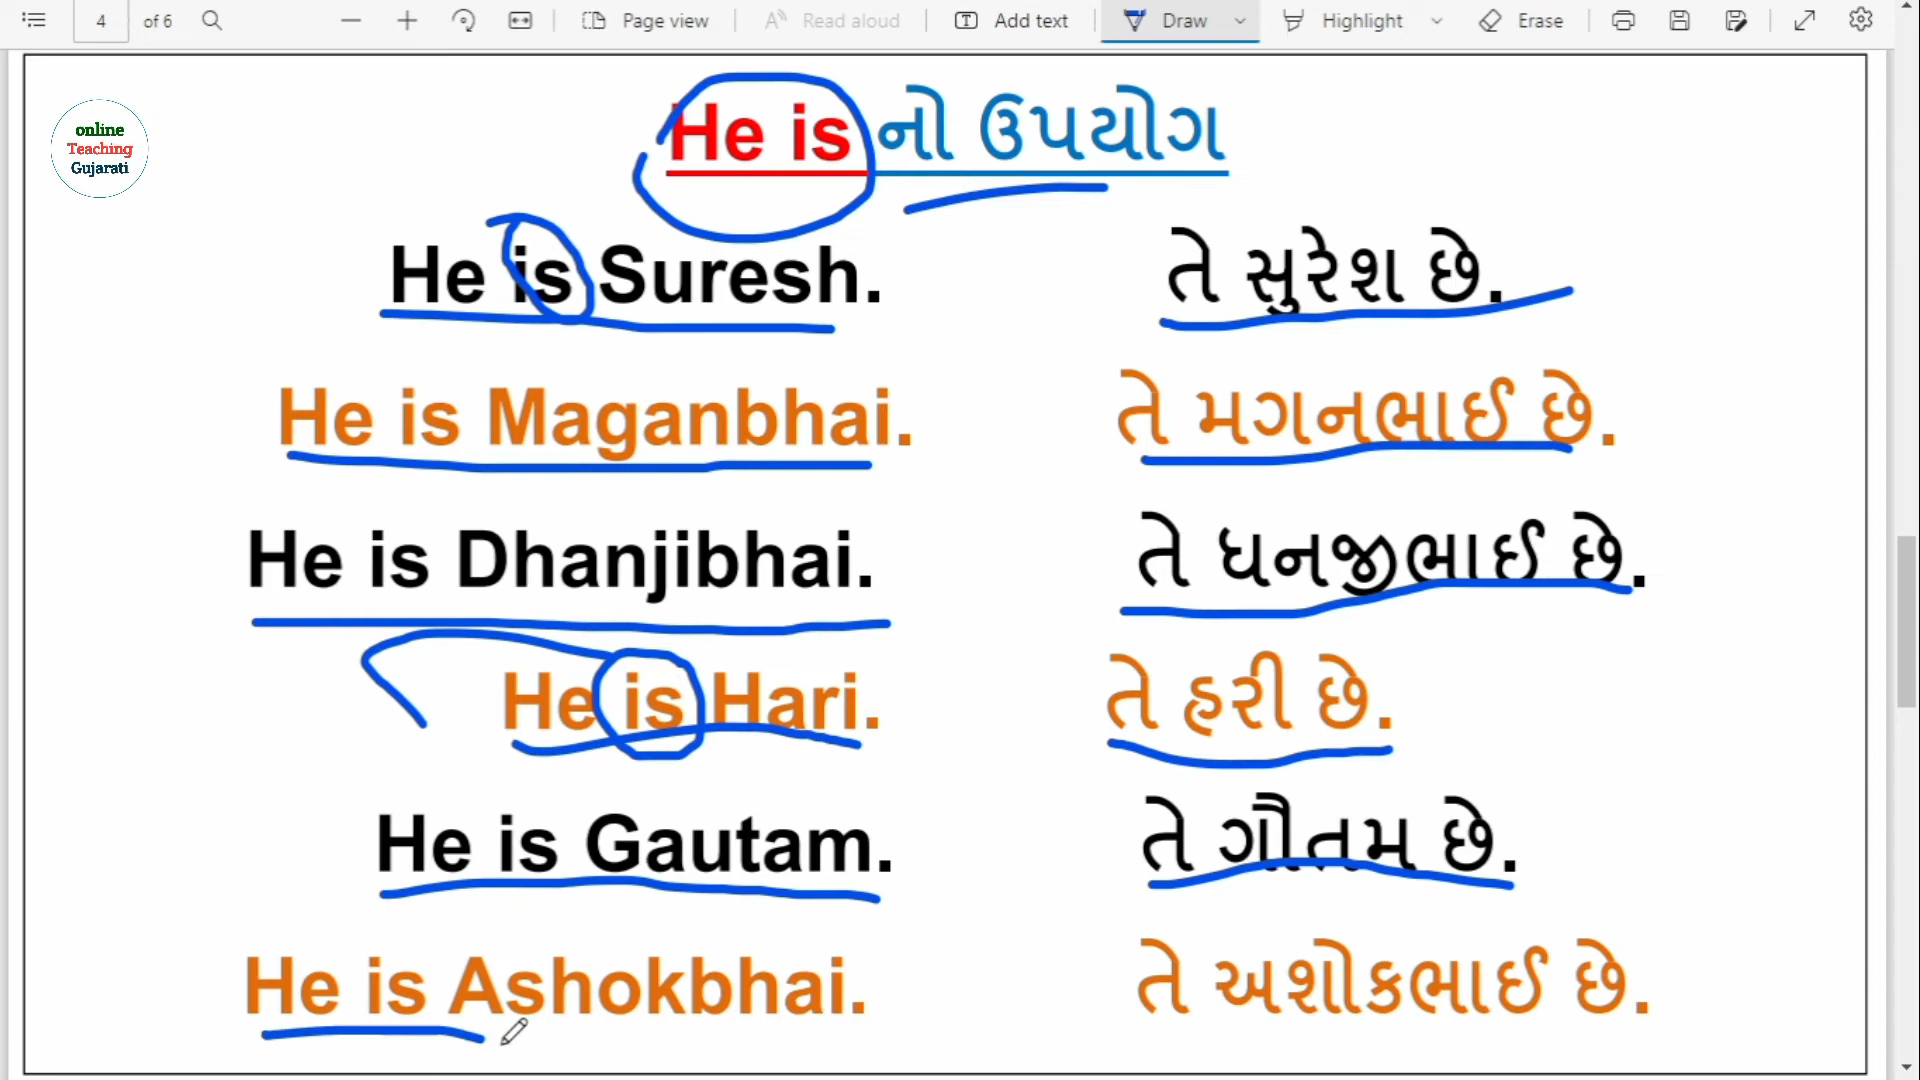 4 of 6 Page view Read aloud Add text Draw Highlight Erase
online
Teaching
Gujarati
He is નો ઉપયોગ
He is Suresh. તે સુરેશ છે.
He is Maganbhai. તે મગનભાઈ છે.
He is Dhanjibhai. તે ધનજીભાઈ છે.
He is Hari. તે હરી છે.
He is Gautam. તે ગૌતમ છે.
He is Ashokbhai. તે અશોકભાઈ છે.